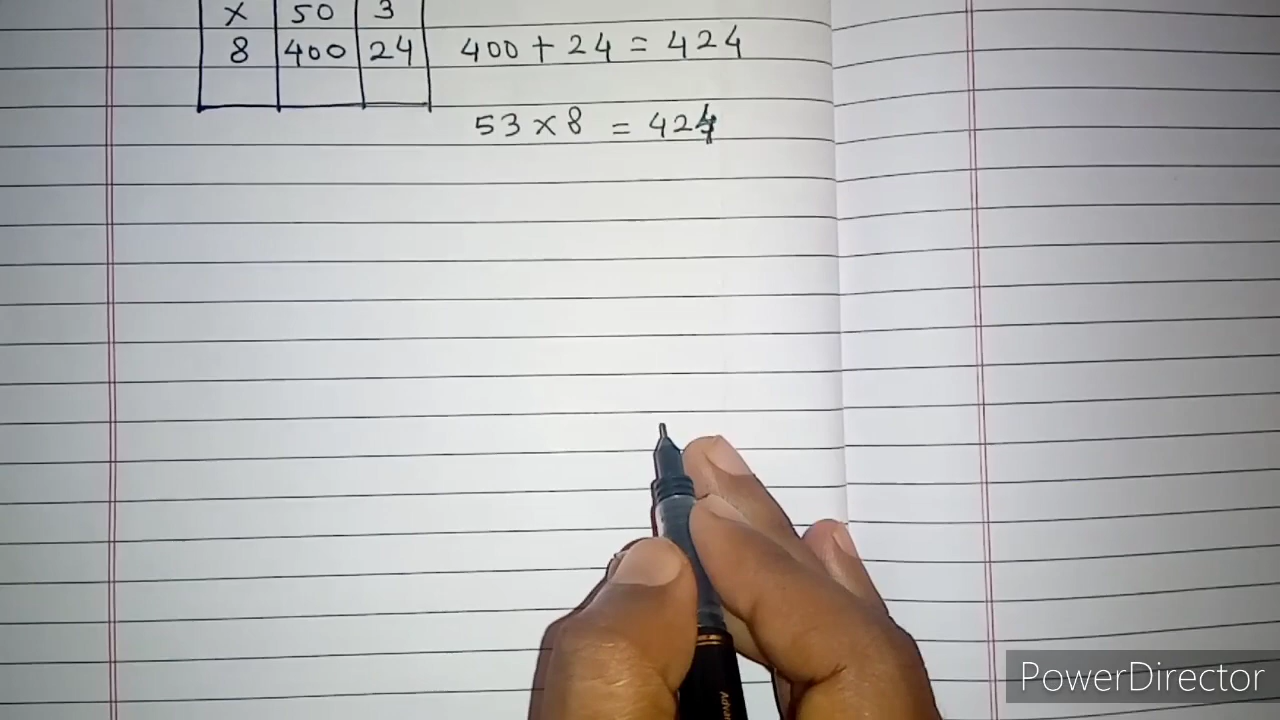 × 50 3
8 400 24 400 + 24 = 424
53 × 8 = 424
PowerDirector